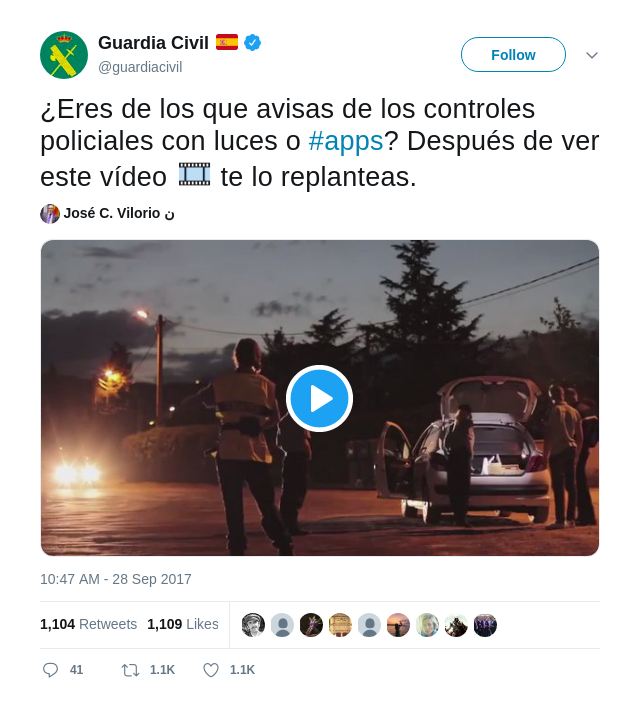 Guardia Civil
@guardiacivil
Follow
¿Eres de los que avisas de los controles
policiales con luces o #apps? Después de ver
este vídeo 🎞 te lo replanteas.
José C. Vilorio ن
10:47 AM - 28 Sep 2017
1,104 Retweets 1,109 Likes
41 1.1K 1.1K